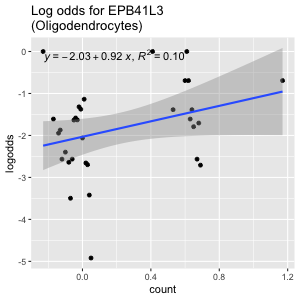 Log odds for EPB41L3
(Oligodendrocytes)
y = −2.03 + 0.92 x, R² = 0.10
logodds
0
-1
-2
-3
-4
-5
0.0 0.4 0.8 1.2
count